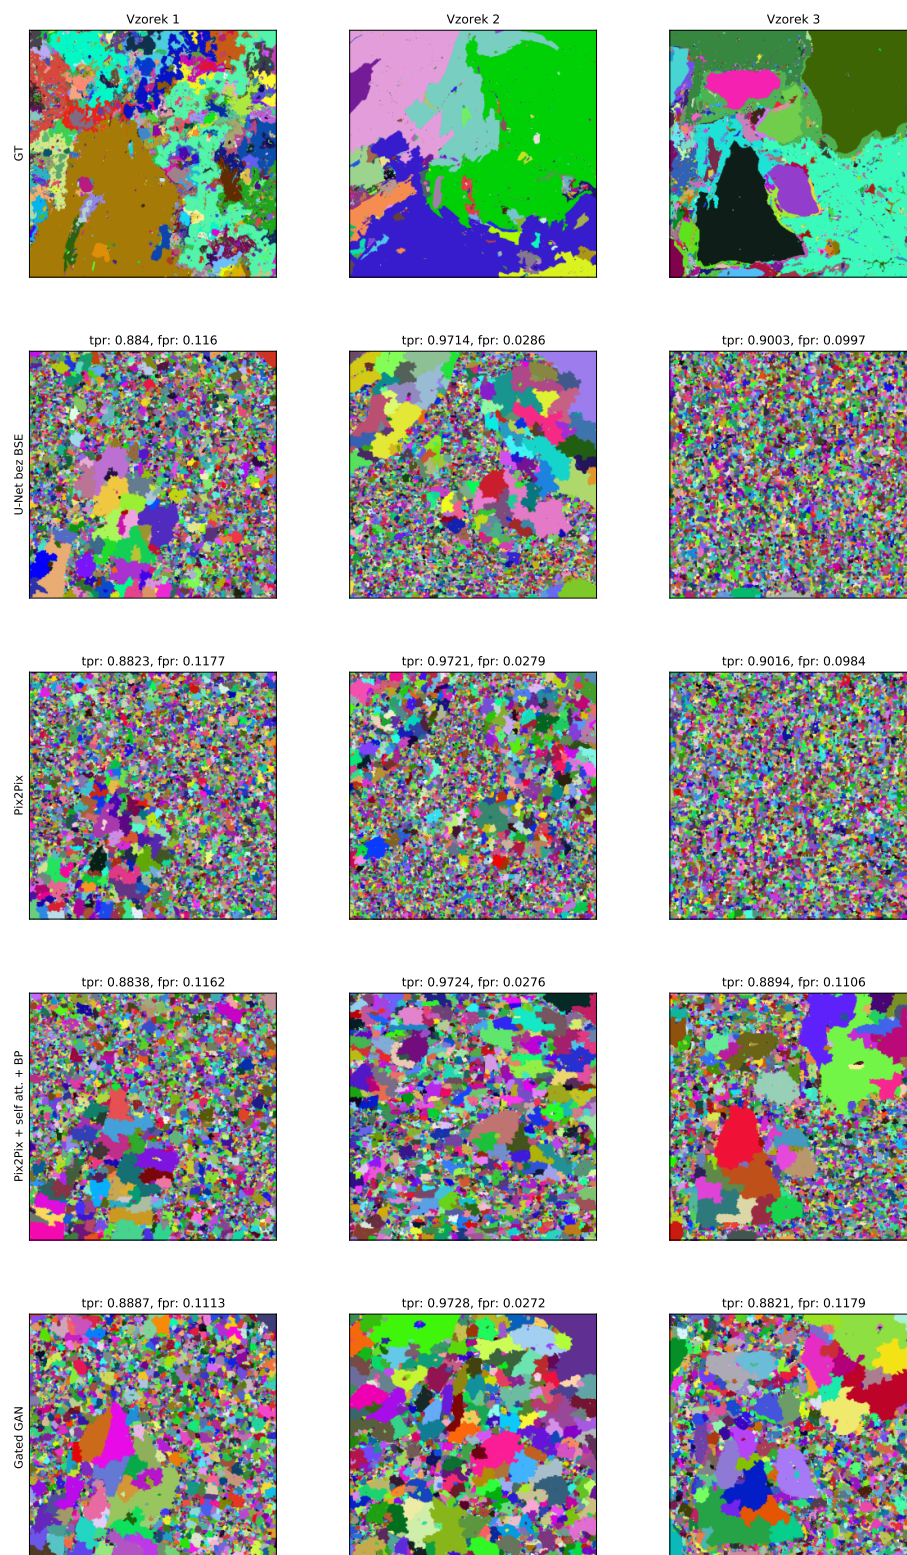 Vzorek 1
Vzorek 2
Vzorek 3
GT
tpr: 0.884, fpr: 0.116
tpr: 0.9714, fpr: 0.0286
tpr: 0.9003, fpr: 0.0997
U-Net bez BSE
tpr: 0.8823, fpr: 0.1177
tpr: 0.9721, fpr: 0.0279
tpr: 0.9016, fpr: 0.0984
Pix2Pix
tpr: 0.8838, fpr: 0.1162
tpr: 0.9724, fpr: 0.0276
tpr: 0.8894, fpr: 0.1106
Pix2Pix + self att. + BP
tpr: 0.8887, fpr: 0.1113
tpr: 0.9728, fpr: 0.0272
tpr: 0.8821, fpr: 0.1179
Gated GAN